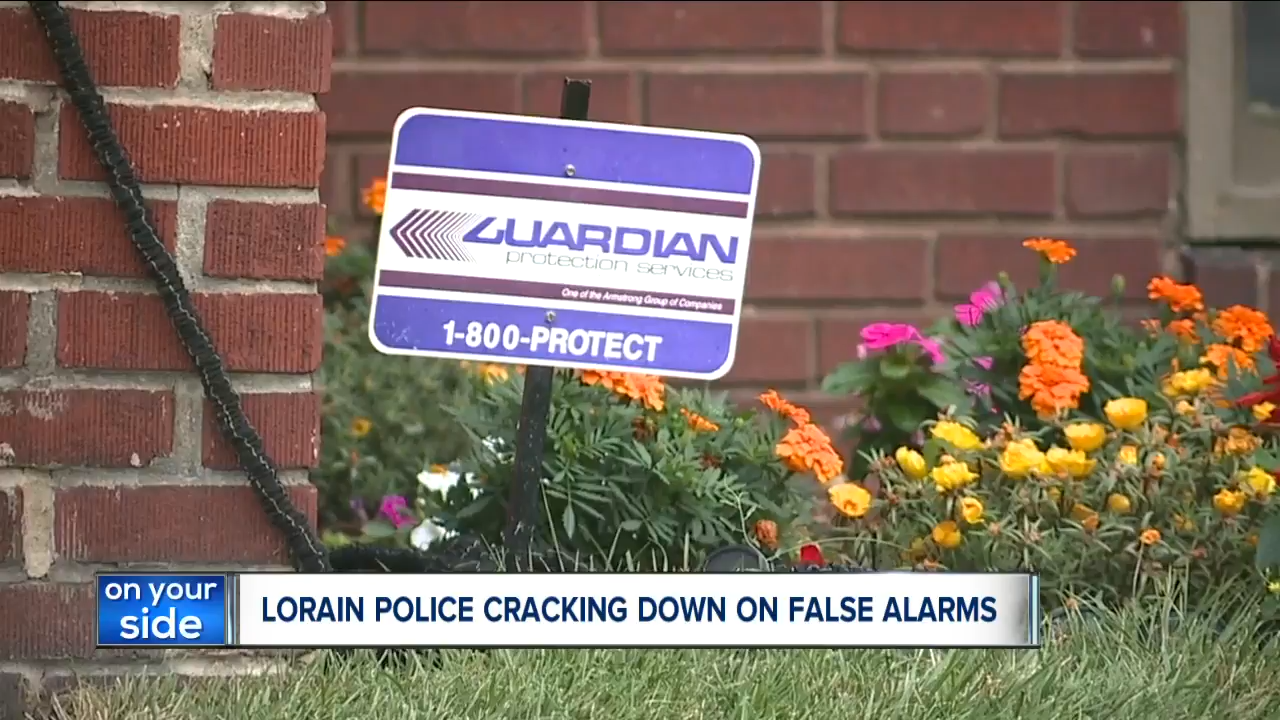 GUARDIAN
protection services
One of the Armstrong Group of Companies
1-800-PROTECT
on your
side
LORAIN POLICE CRACKING DOWN ON FALSE ALARMS